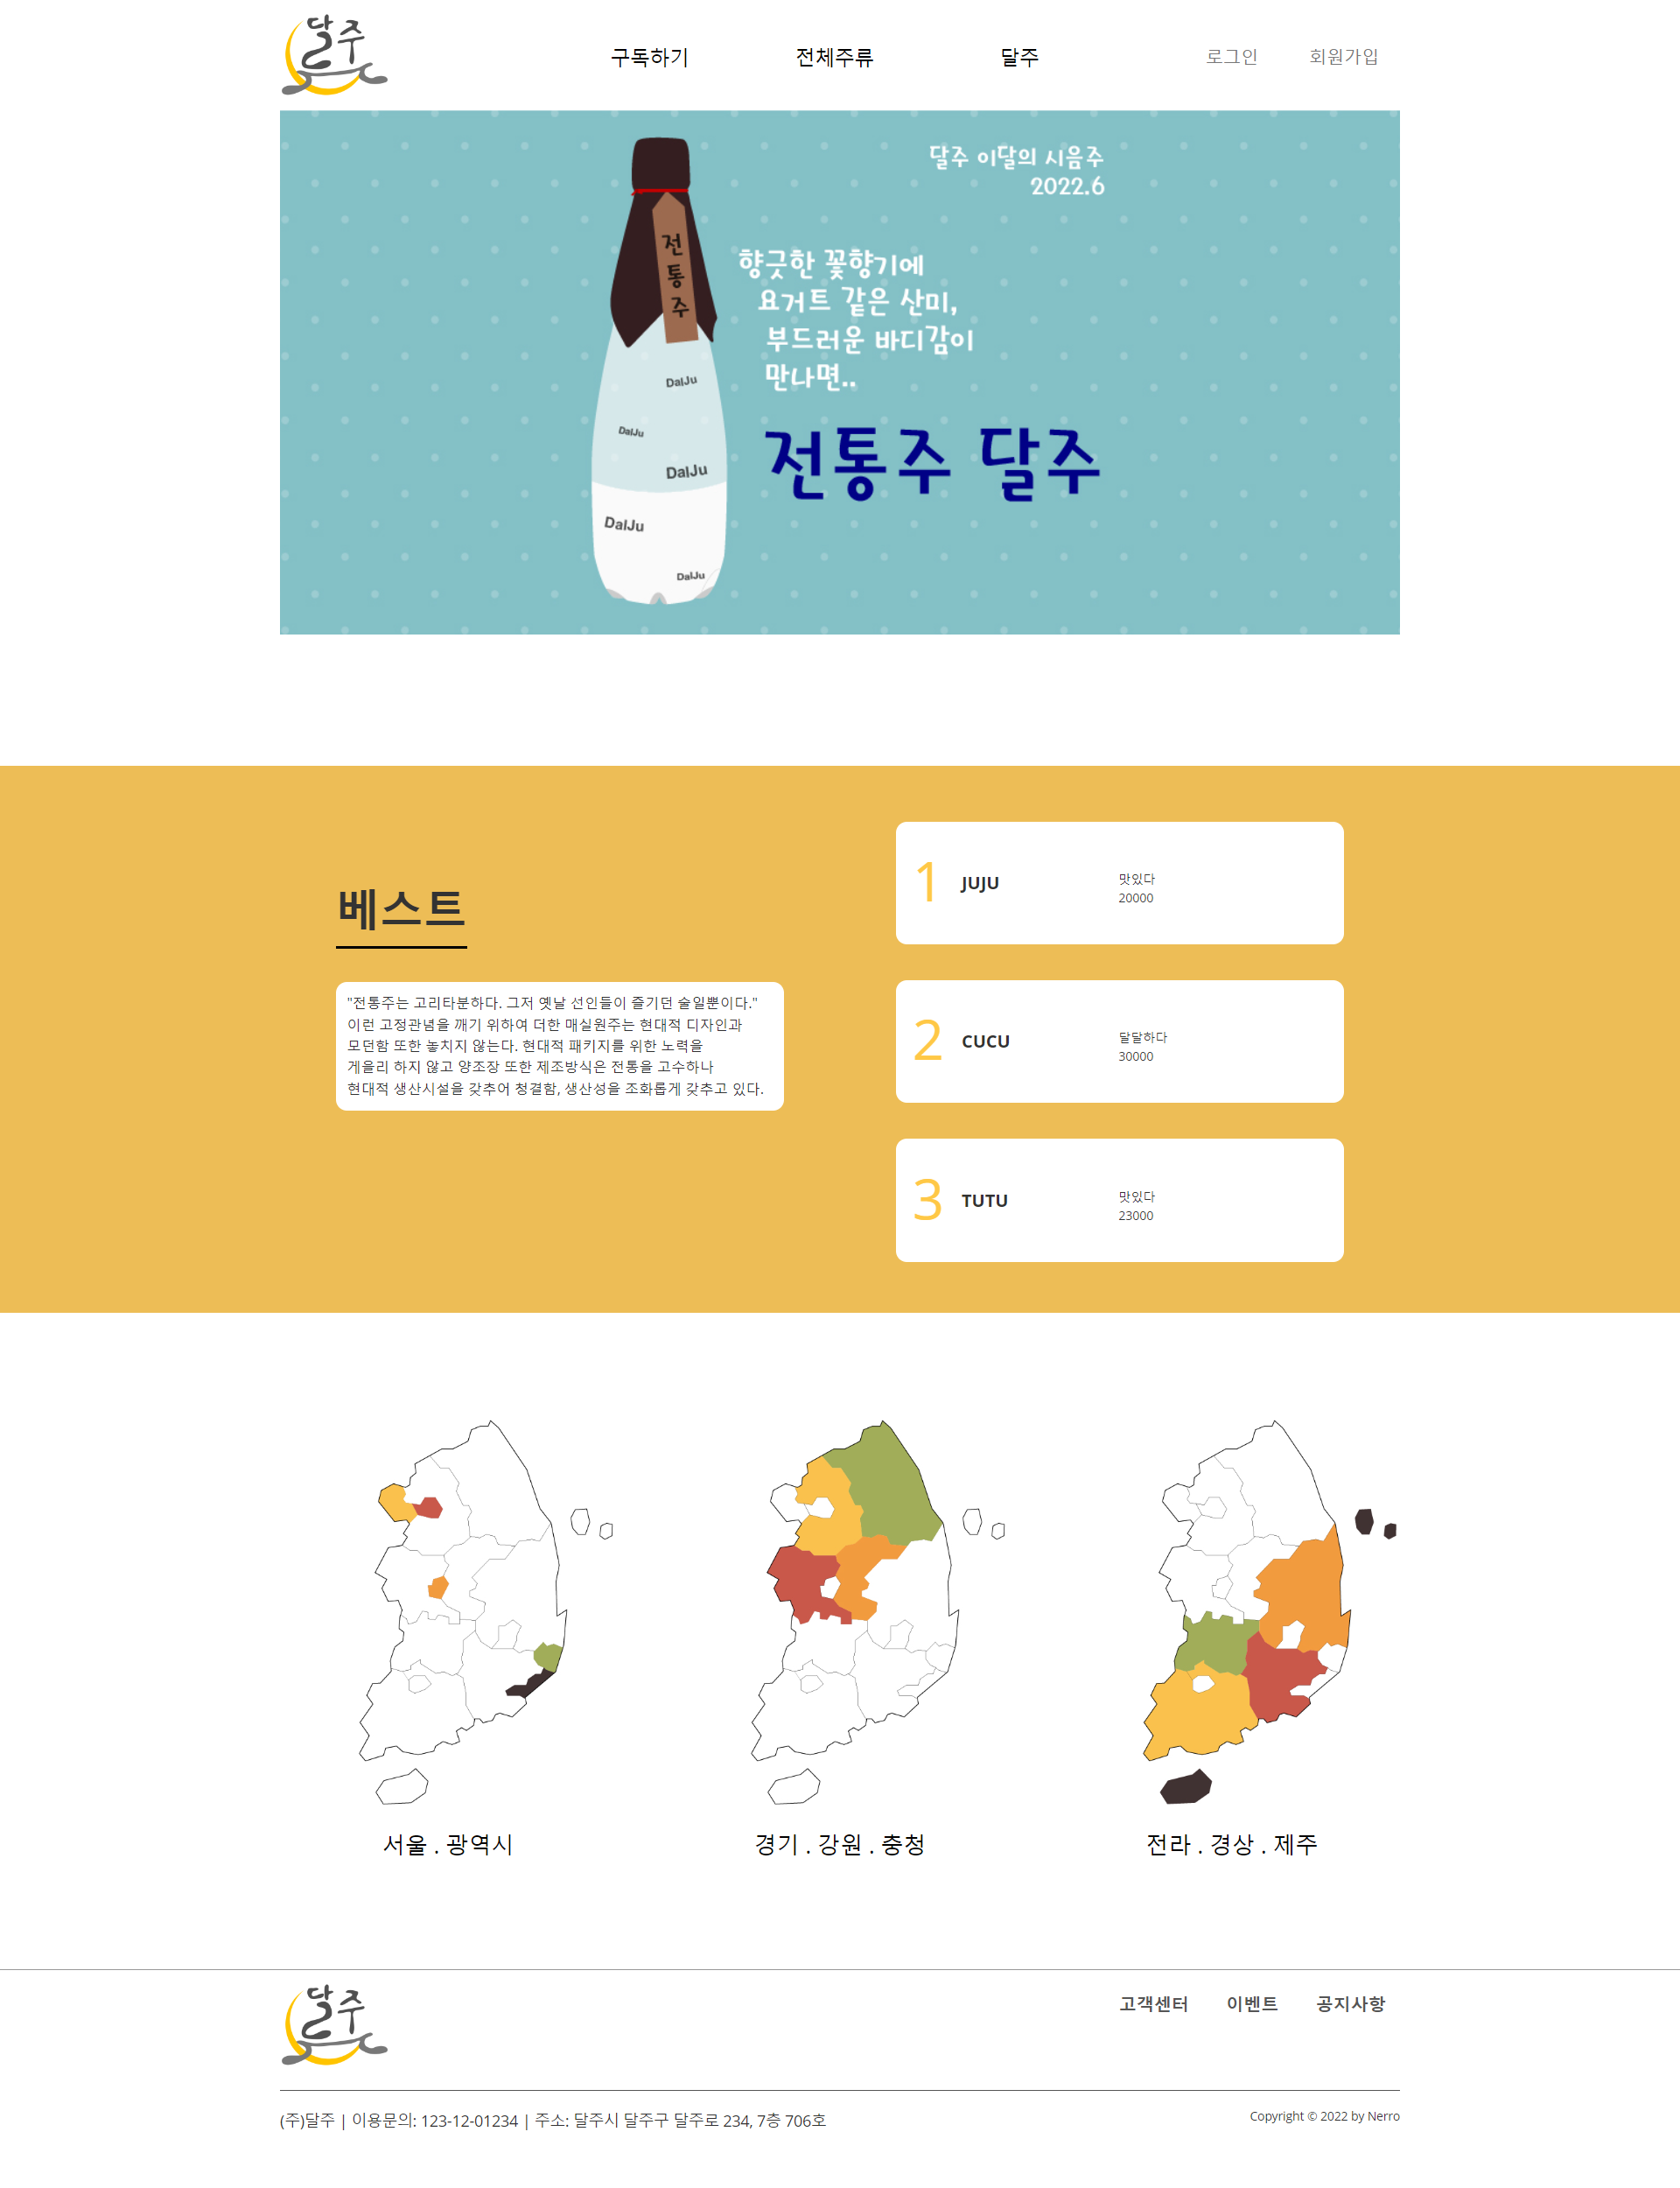 달주
구독하기 전체주류 달주 로그인 회원가입
달주 이달의 시음주
2022.6
전통주
향긋한 꽃향기에
요거트 같은 산미,
부드러운 바디감이
만나면..
전통주 달주
DalJu
DalJu
DalJu
DalJu
DalJu
베스트
"전통주는 고리타분하다. 그저 옛날 선인들이 즐기던 술일뿐이다."
이런 고정관념을 깨기 위하여 더한 매실원주는 현대적 디자인과
모던함 또한 놓치지 않는다. 현대적 패키지를 위한 노력을
게을리 하지 않고 양조장 또한 제조방식은 전통을 고수하나
현대적 생산시설을 갖추어 청결함, 생산성을 조화롭게 갖추고 있다.
1 JUJU 맛있다
20000
2 CUCU 달달하다
30000
3 TUTU 맛있다
23000
서울 . 광역시
경기 . 강원 . 충청
전라 . 경상 . 제주
달주
고객센터 이벤트 공지사항
(주)달주 | 이용문의: 123-12-01234 | 주소: 달주시 달주구 달주로 234, 7층 706호
Copyright © 2022 by Nerro